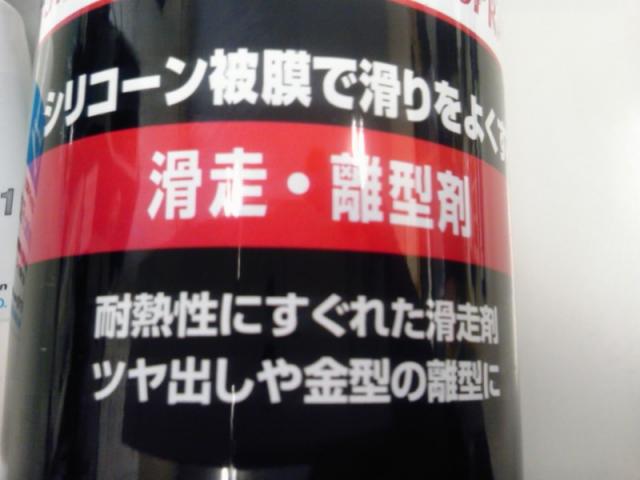 シリコーン被膜で滑りをよくす
滑走・離型剤
耐熱性にすぐれた滑走剤
ツヤ出しや金型の離型に